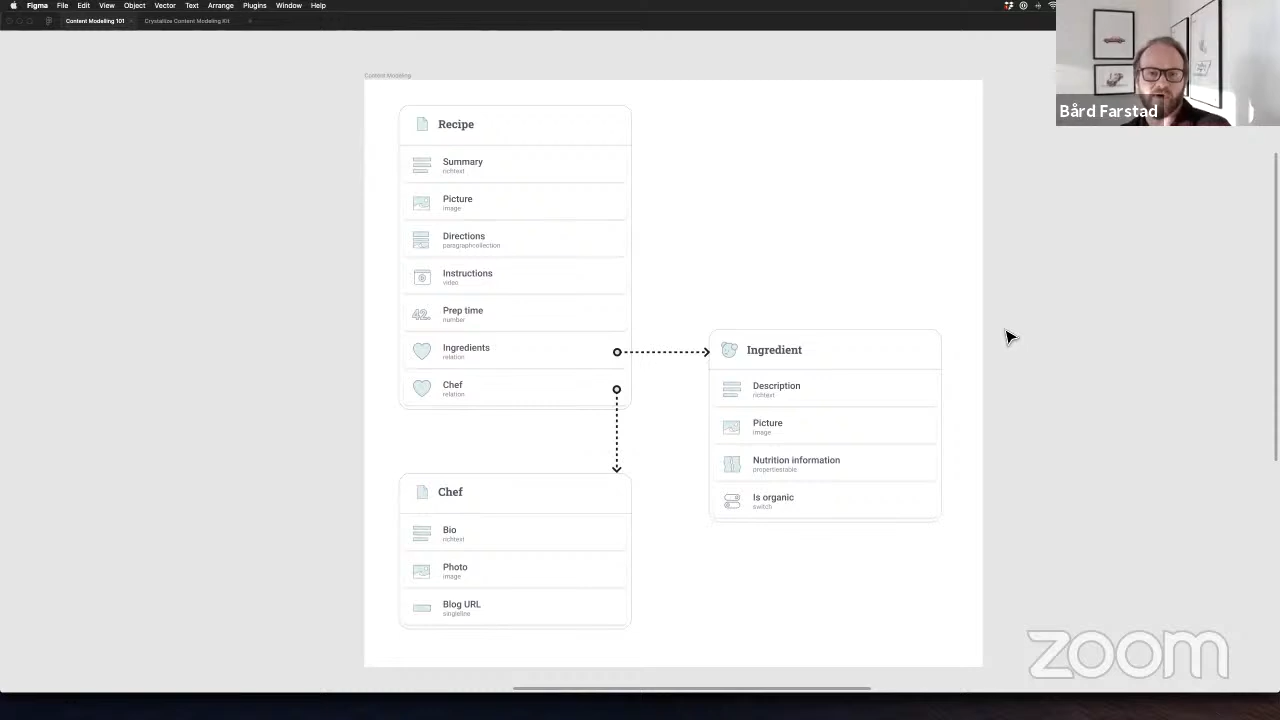 Figma File Edit View Object Vector Text Arrange Plugins Window Help
Content Modelling 101 Crystallize Content Modeling Kit
Bård Farstad
Content Modeling
Recipe
Summary
richtext
Picture
image
Directions
paragraphcollection
Instructions
video
42.
Prep time
number
Ingredients
relation
Chef
relation
Ingredient
Description
richtext
Picture
image
Nutrition information
propertiestable
Is organic
switch
Chef
Bio
richtext
Photo
image
Blog URL
singleline
zoom